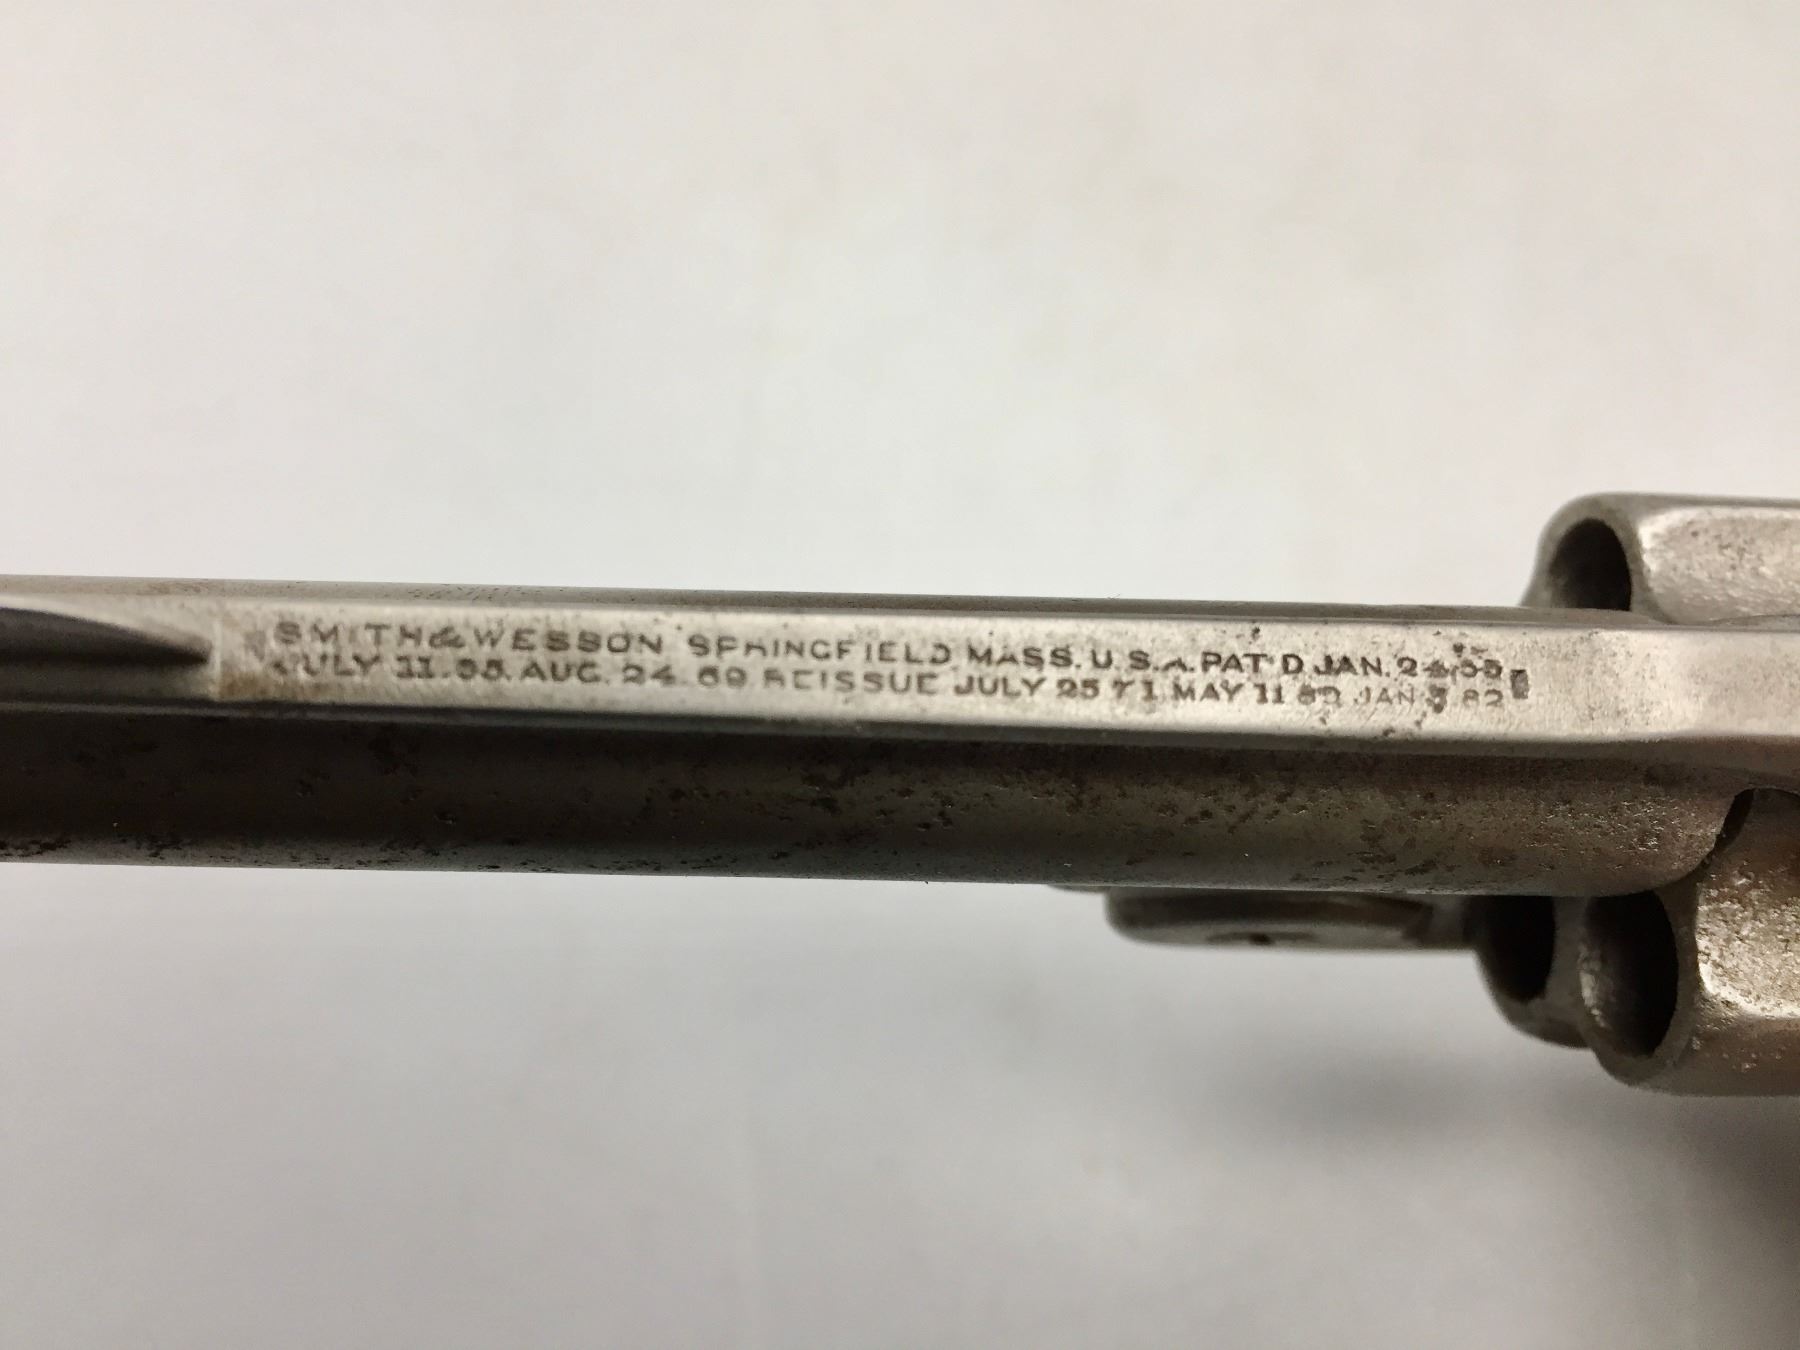 SMITH & WESSON SPRINGFIELD, MASS. U.S.A. PAT'D JAN. 24, 65,
JULY 11. 65. AUG. 24. 69 REISSUE JULY 25 71. MAY 11 80 JAN 3 82